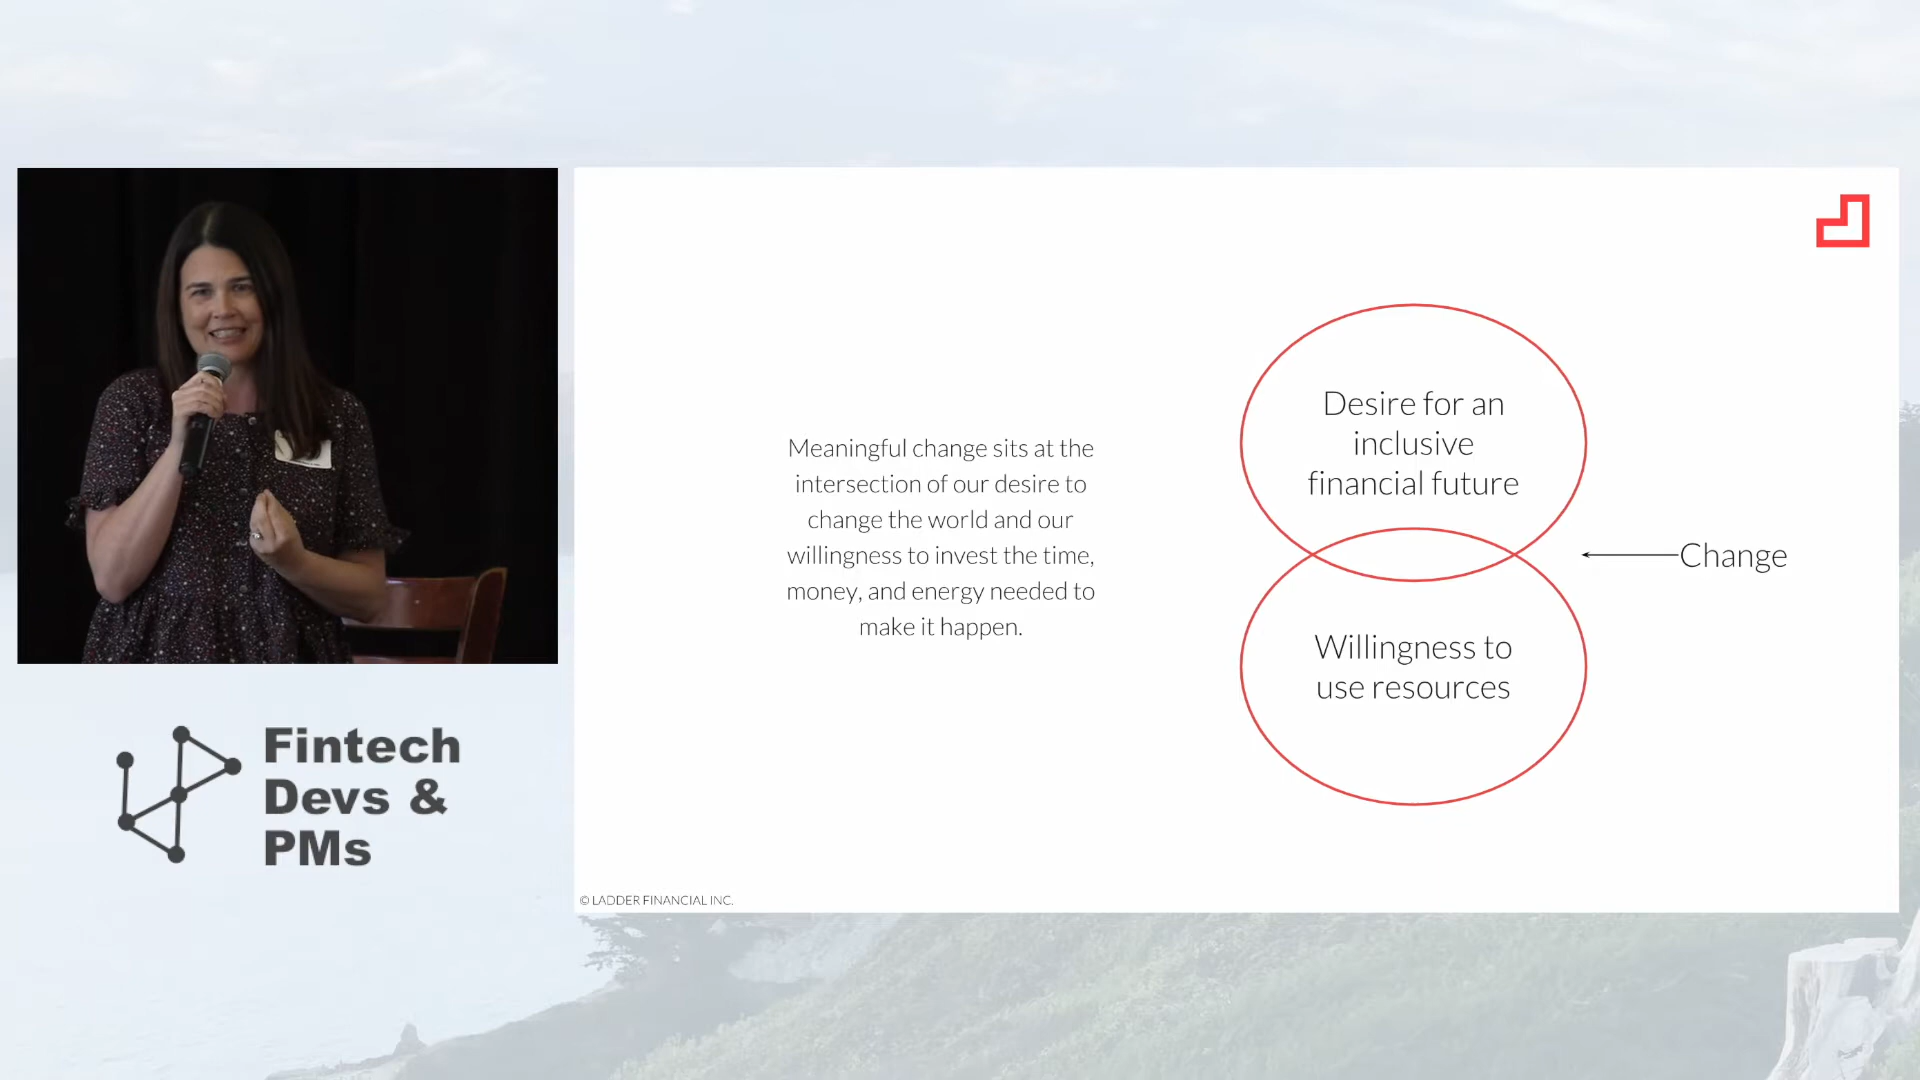 Meaningful change sits at the
intersection of our desire to
change the world and our
willingness to invest the time,
money, and energy needed to
make it happen.
Desire for an
inclusive
financial future
Change
Willingness to
use resources
© LADDER FINANCIAL INC.
Fintech
Devs &
PMs